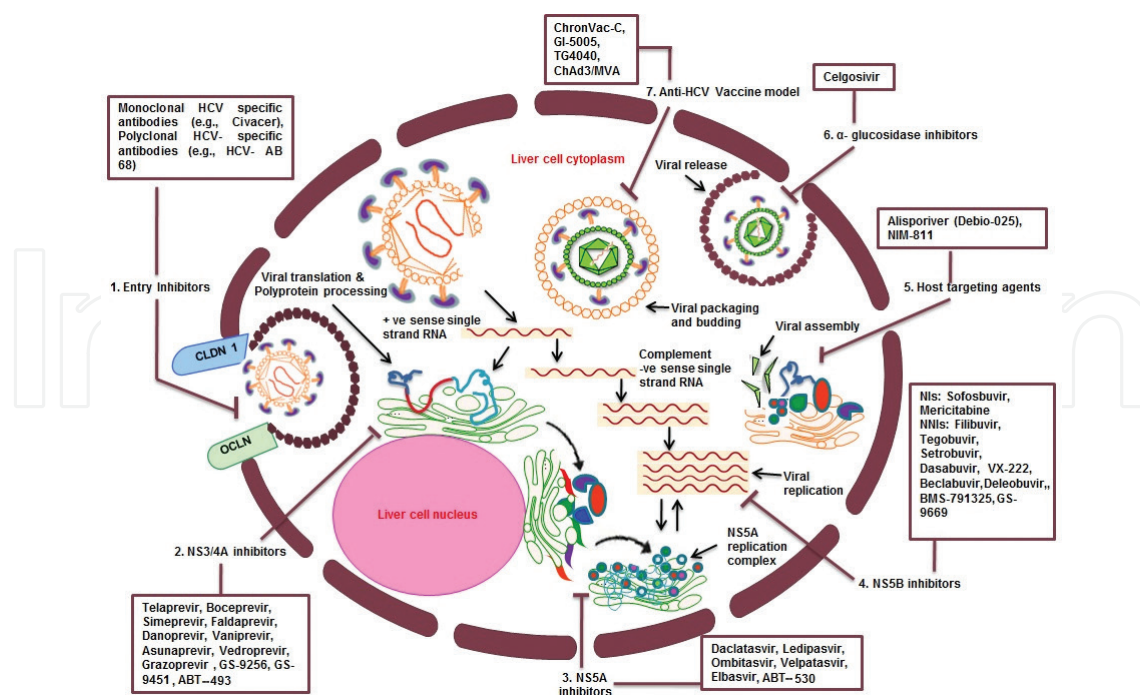 ChronVac-C,
GI-5005,
TG4040,
ChAd3/MVA
7. Anti-HCV Vaccine model
Celgosivir
6. α- glucosidase inhibitors
Monoclonal HCV specific
antibodies (e.g., Civacer),
Polyclonal HCV- specific
antibodies (e.g., HCV- AB
68)
Liver cell cytoplasm
Viral release
Alisporiver (Debio-025),
NIM-811
5. Host targeting agents
1. Entry Inhibitors
Viral translation &
Polyprotein processing
+ ve sense single
strand RNA
Viral packaging
and budding
Viral assembly
CLDN 1
OCLN
Complement
-ve sense single
strand RNA
NIs: Sofosbuvir,
Mericitabine
NNIs: Filibuvir,
Tegobuvir,
Setrobuvir,
Dasabuvir, VX-222,
Beclabuvir,Deleobuvir,,
BMS-791325,GS-
9669
Viral
replication
Liver cell nucleus
NS5A
replication
complex
2. NS3/4A inhibitors
4. NS5B inhibitors
Telaprevir, Boceprevir,
Simeprevir, Faldaprevir,
Danoprevir, Vaniprevir,
Asunaprevir, Vedroprevir,
Grazoprevir , GS-9256, GS-
9451 , ABT--493
3. NS5A
inhibitors
Daclatasvir, Ledipasvir,
Ombitasvir, Velpatasvir,
Elbasvir, ABT-- 530